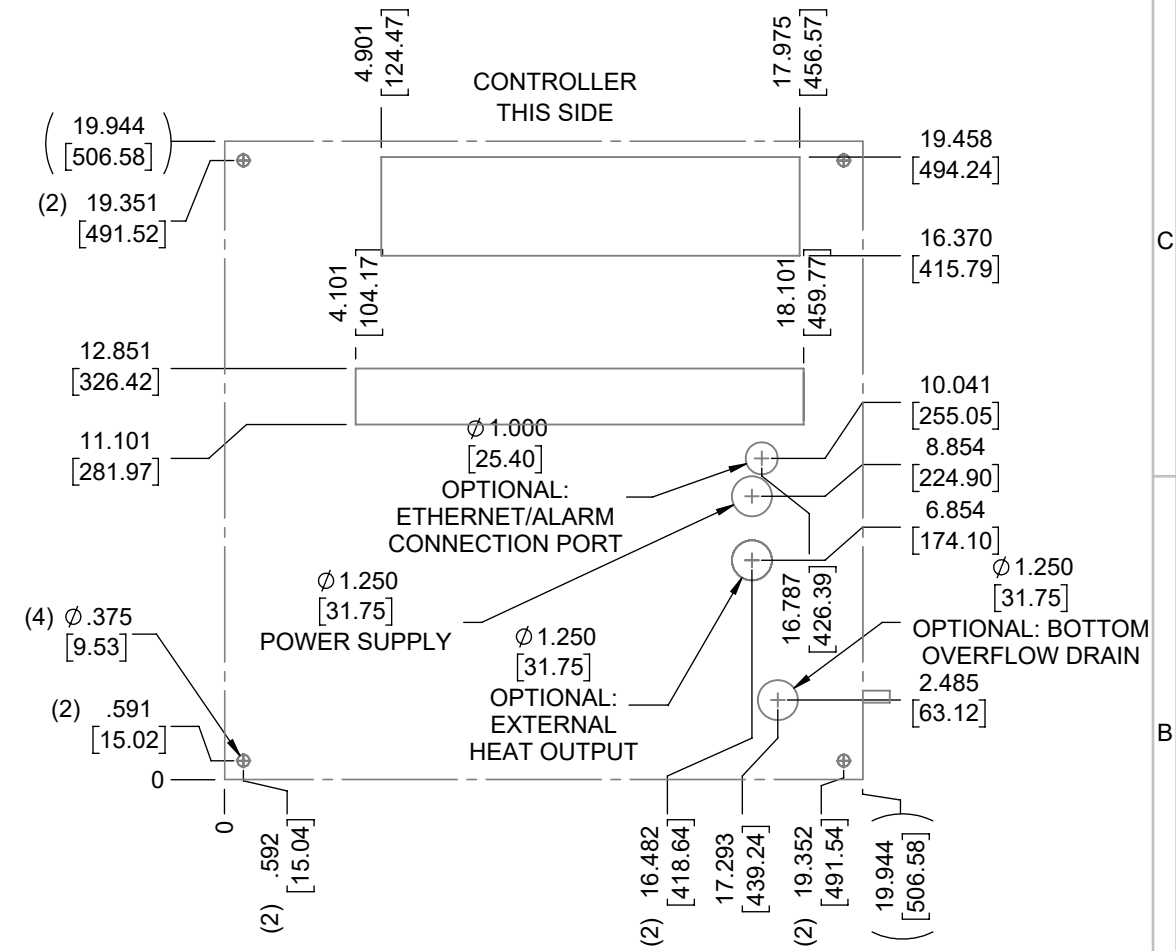 4.901
[124.47]
17.975
[456.57]
CONTROLLER
THIS SIDE
19.944
[506.58]
(2) 19.351
[491.52]
19.458
[494.24]
16.370
[415.79]
C
4.101
[104.17]
18.101
[459.77]
12.851
[326.42]
11.101
[281.97]
10.041
[255.05]
8.854
[224.90]
6.854
[174.10]
Ø 1.000
[25.40]
OPTIONAL:
ETHERNET/ALARM
CONNECTION PORT
16.787
[426.39]
Ø 1.250
[31.75]
POWER SUPPLY
Ø 1.250
[31.75]
OPTIONAL:
EXTERNAL
HEAT OUTPUT
Ø 1.250
[31.75]
OPTIONAL: BOTTOM
OVERFLOW DRAIN
2.485
[63.12]
(4) Ø .375
[9.53]
(2) .591
[15.02]
0
B
0
(2) .592
[15.04]
(2) 16.482
[418.64]
17.293
[439.24]
(2) 19.352
[491.54]
(19.944
[506.58])